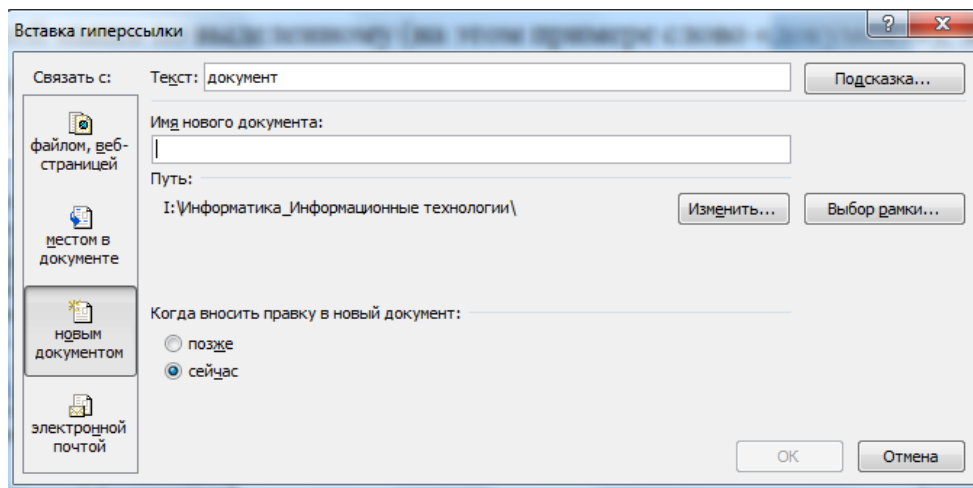 Вставка гиперссылки
Связать с:
Текст: документ
Подсказка...
файлом, веб-
страницей
Имя нового документа:
Путь:
I:\Информатика_Информационные технологии\
Изменить...
Выбор рамки...
местом в
документе
новым
документом
Когда вносить правку в новый документ:
позже
сейчас
электронной
почтой
ОК
Отмена